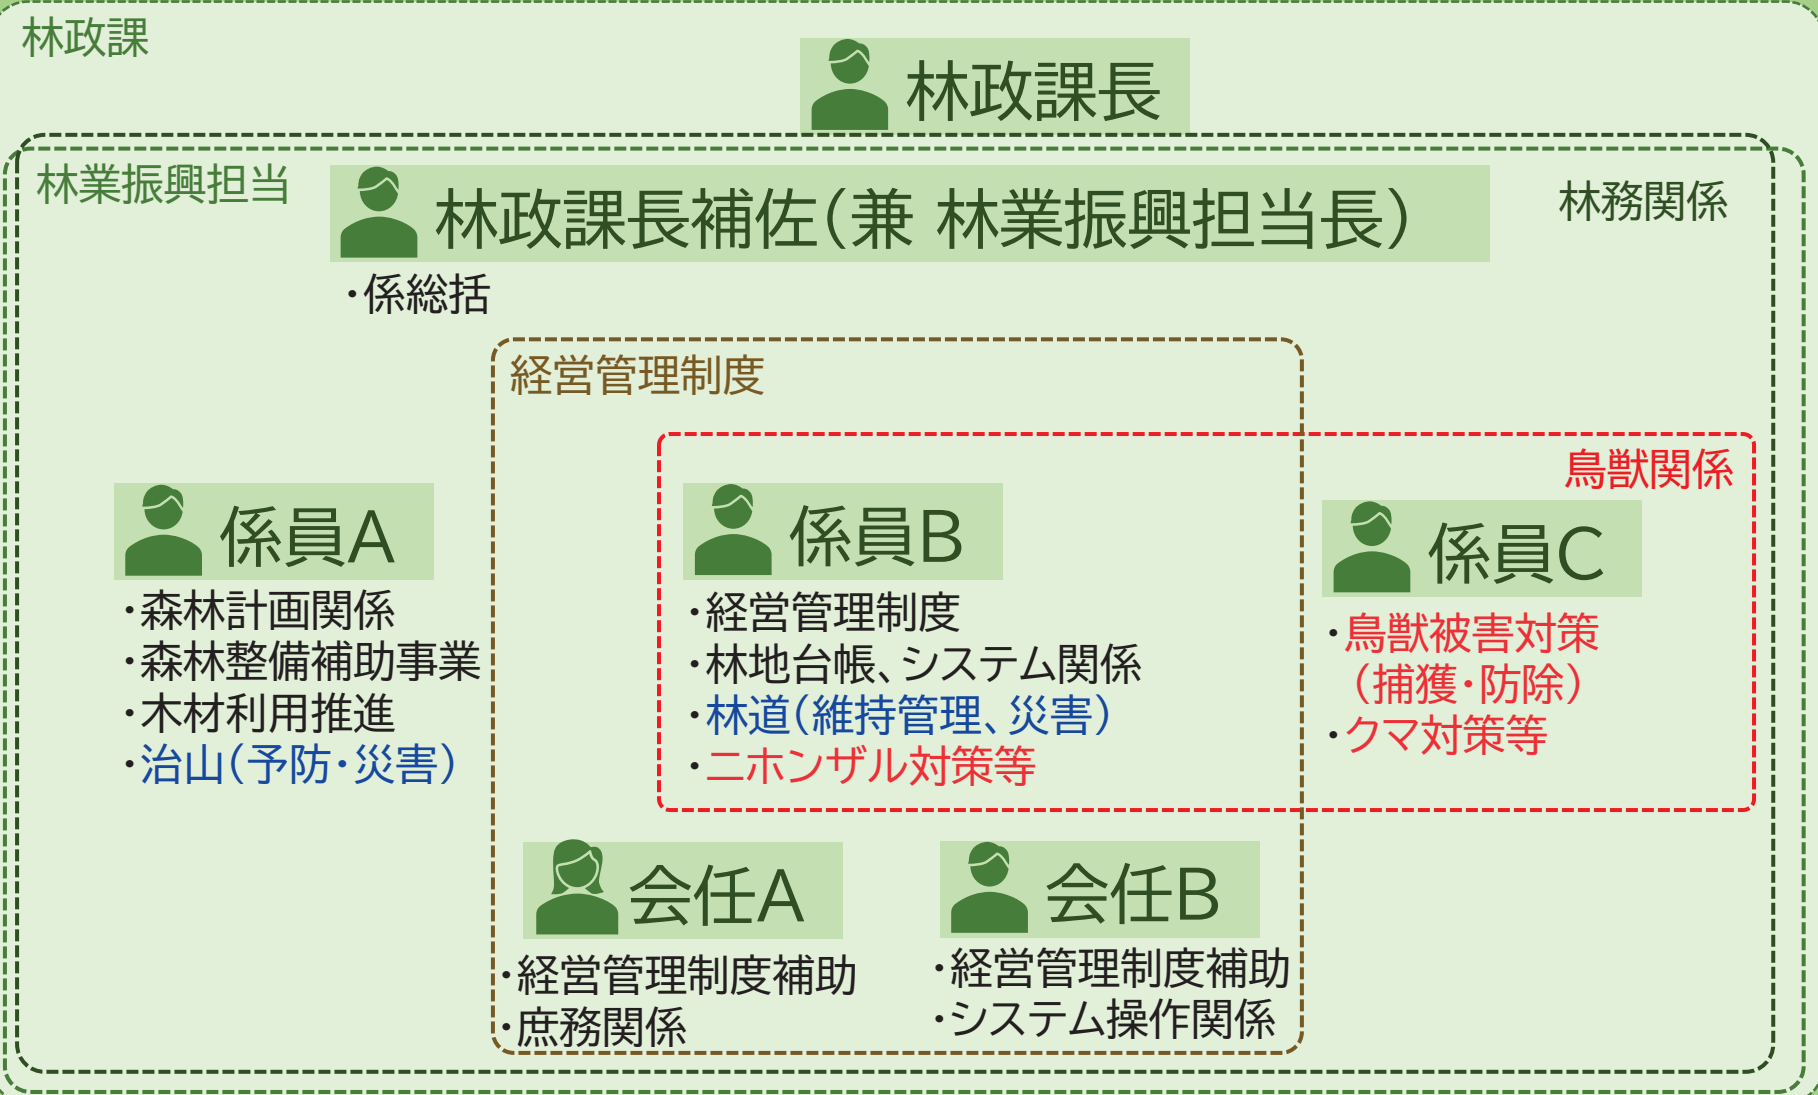 林政課
林政課長
林業振興担当
林政課長補佐（兼 林業振興担当長）
林務関係
・係総括
経営管理制度
鳥獣関係
係員A
・森林計画関係
・森林整備補助事業
・木材利用推進
・治山（予防・災害）
係員B
・経営管理制度
・林地台帳、システム関係
・林道（維持管理、災害）
・ニホンザル対策等
係員C
・鳥獣被害対策
（捕獲・防除）
・クマ対策等
会任A
・経営管理制度補助
・庶務関係
会任B
・経営管理制度補助
・システム操作関係